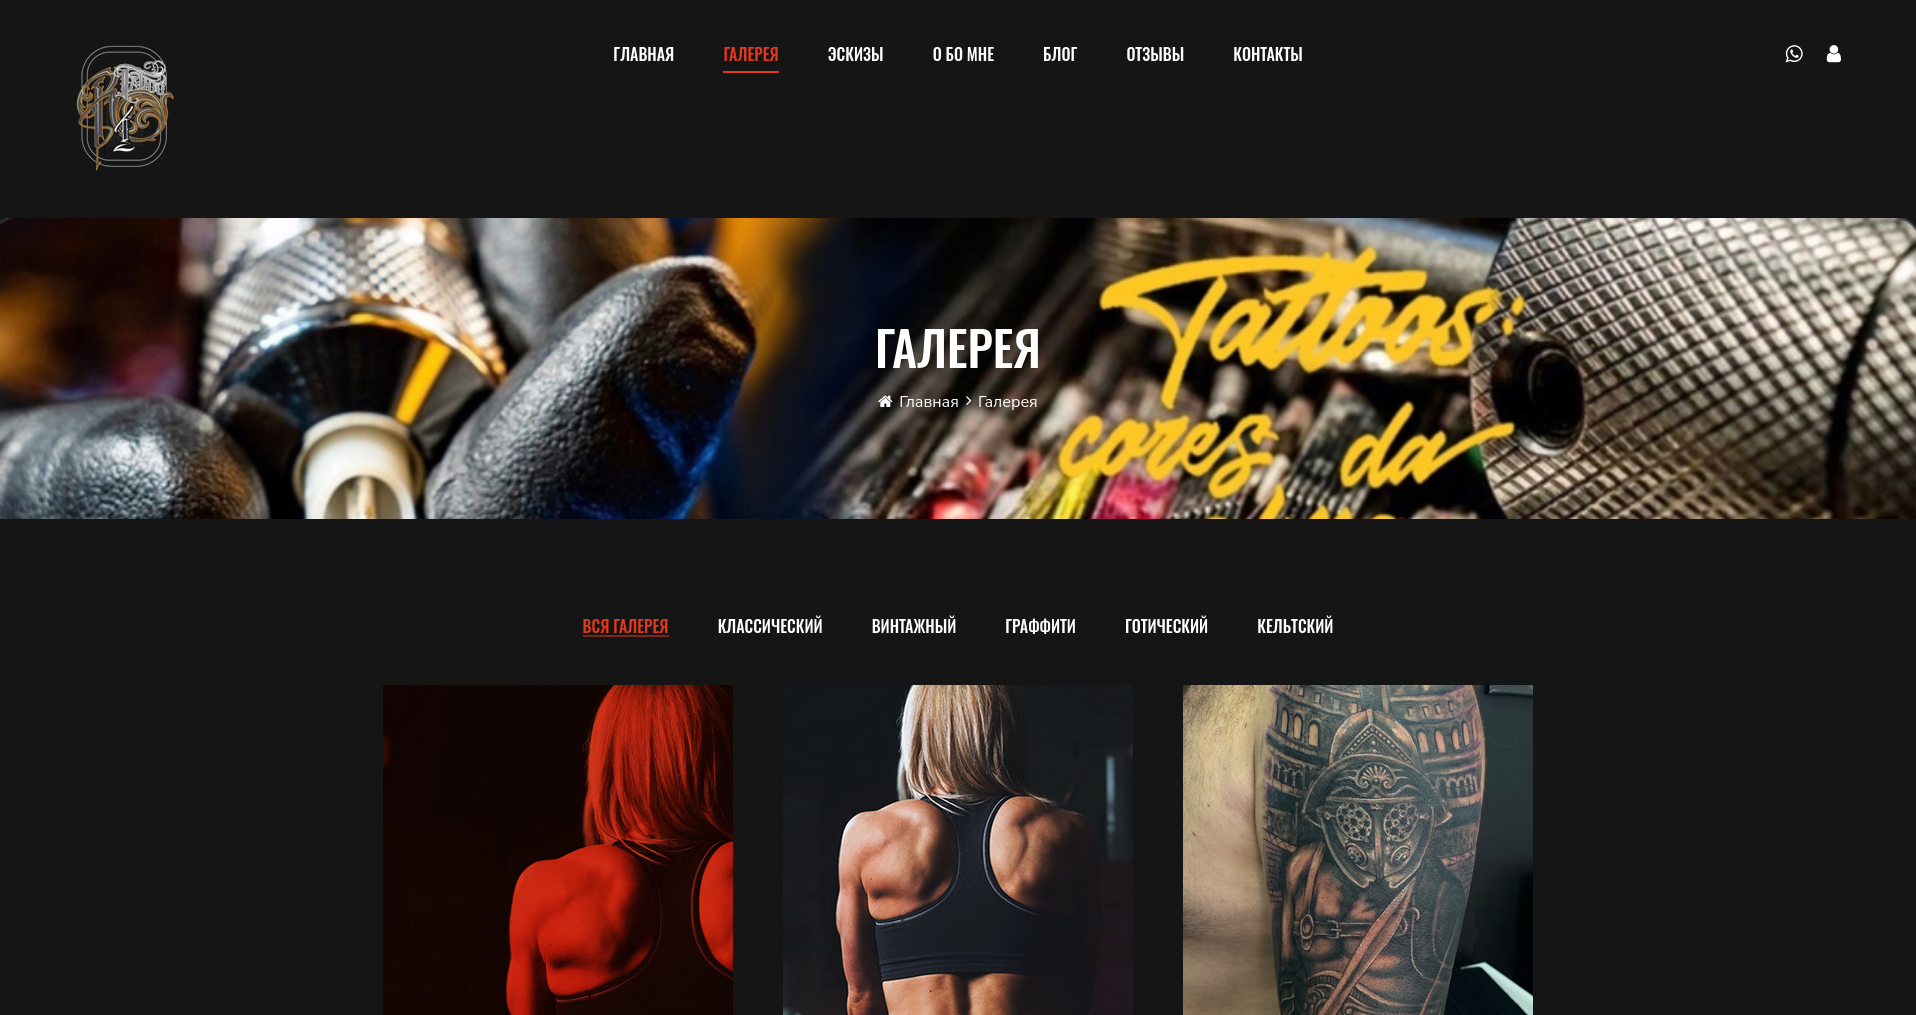 ГЛАВНАЯ ГАЛЕРЕЯ ЭСКИЗЫ О БО МНЕ БЛОГ ОТЗЫВЫ КОНТАКТЫ
Tattoos:
ГАЛЕРЕЯ
Главная > Галерея
cores da
ВСЯ ГАЛЕРЕЯ КЛАССИЧЕСКИЙ ВИНТАЖНЫЙ ГРАФФИТИ ГОТИЧЕСКИЙ КЕЛЬТСКИЙ